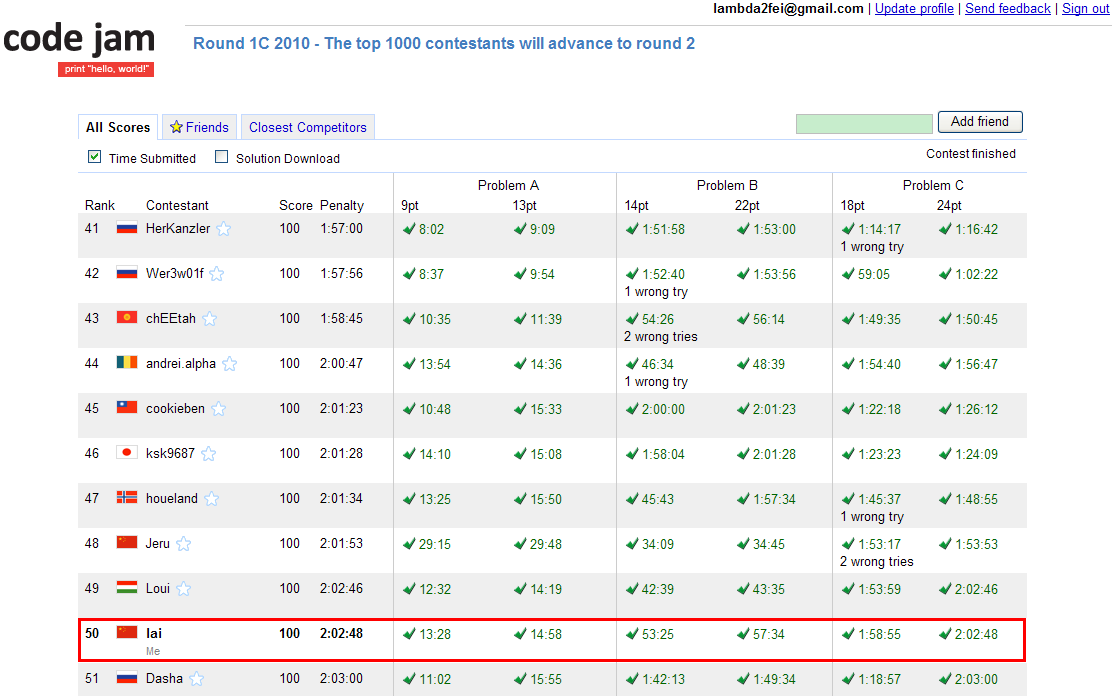 lambda2fei@gmail.com | Update profile | Send feedback | Sign out
code jam
print "hello, world!"
Round 1C 2010 - The top 1000 contestants will advance to round 2
All Scores Friends Closest Competitors Add friend
Time Submitted Solution Download Contest finished
Problem A Problem B Problem C
Rank Contestant Score Penalty 9pt 13pt 14pt 22pt 18pt 24pt
41 HerKanzler 100 1:57:00 8:02 9:09 1:51:58 1:53:00 1:14:17 1:16:42
1 wrong try
42 Wer3w01f 100 1:57:56 8:37 9:54 1:52:40 1:53:56 59:05 1:02:22
1 wrong try
43 chEEtah 100 1:58:45 10:35 11:39 54:26 56:14 1:49:35 1:50:45
2 wrong tries
44 andrei.alpha 100 2:00:47 13:54 14:36 46:34 48:39 1:54:40 1:56:47
1 wrong try
45 cookieben 100 2:01:23 10:48 15:33 2:00:00 2:01:23 1:22:18 1:26:12
46 ksk9687 100 2:01:28 14:10 15:08 1:58:04 2:01:28 1:23:23 1:24:09
47 houeland 100 2:01:34 13:25 15:50 45:43 1:57:34 1:45:37 1:48:55
1 wrong try
48 Jeru 100 2:01:53 29:15 29:48 34:09 34:45 1:53:17 1:53:53
2 wrong tries
49 Loui 100 2:02:46 12:32 14:19 42:39 43:35 1:53:59 2:02:46
50 lai 100 2:02:48 13:28 14:58 53:25 57:34 1:58:55 2:02:48
Me
51 Dasha 100 2:03:00 11:02 15:55 1:42:13 1:49:34 1:18:57 2:03:00